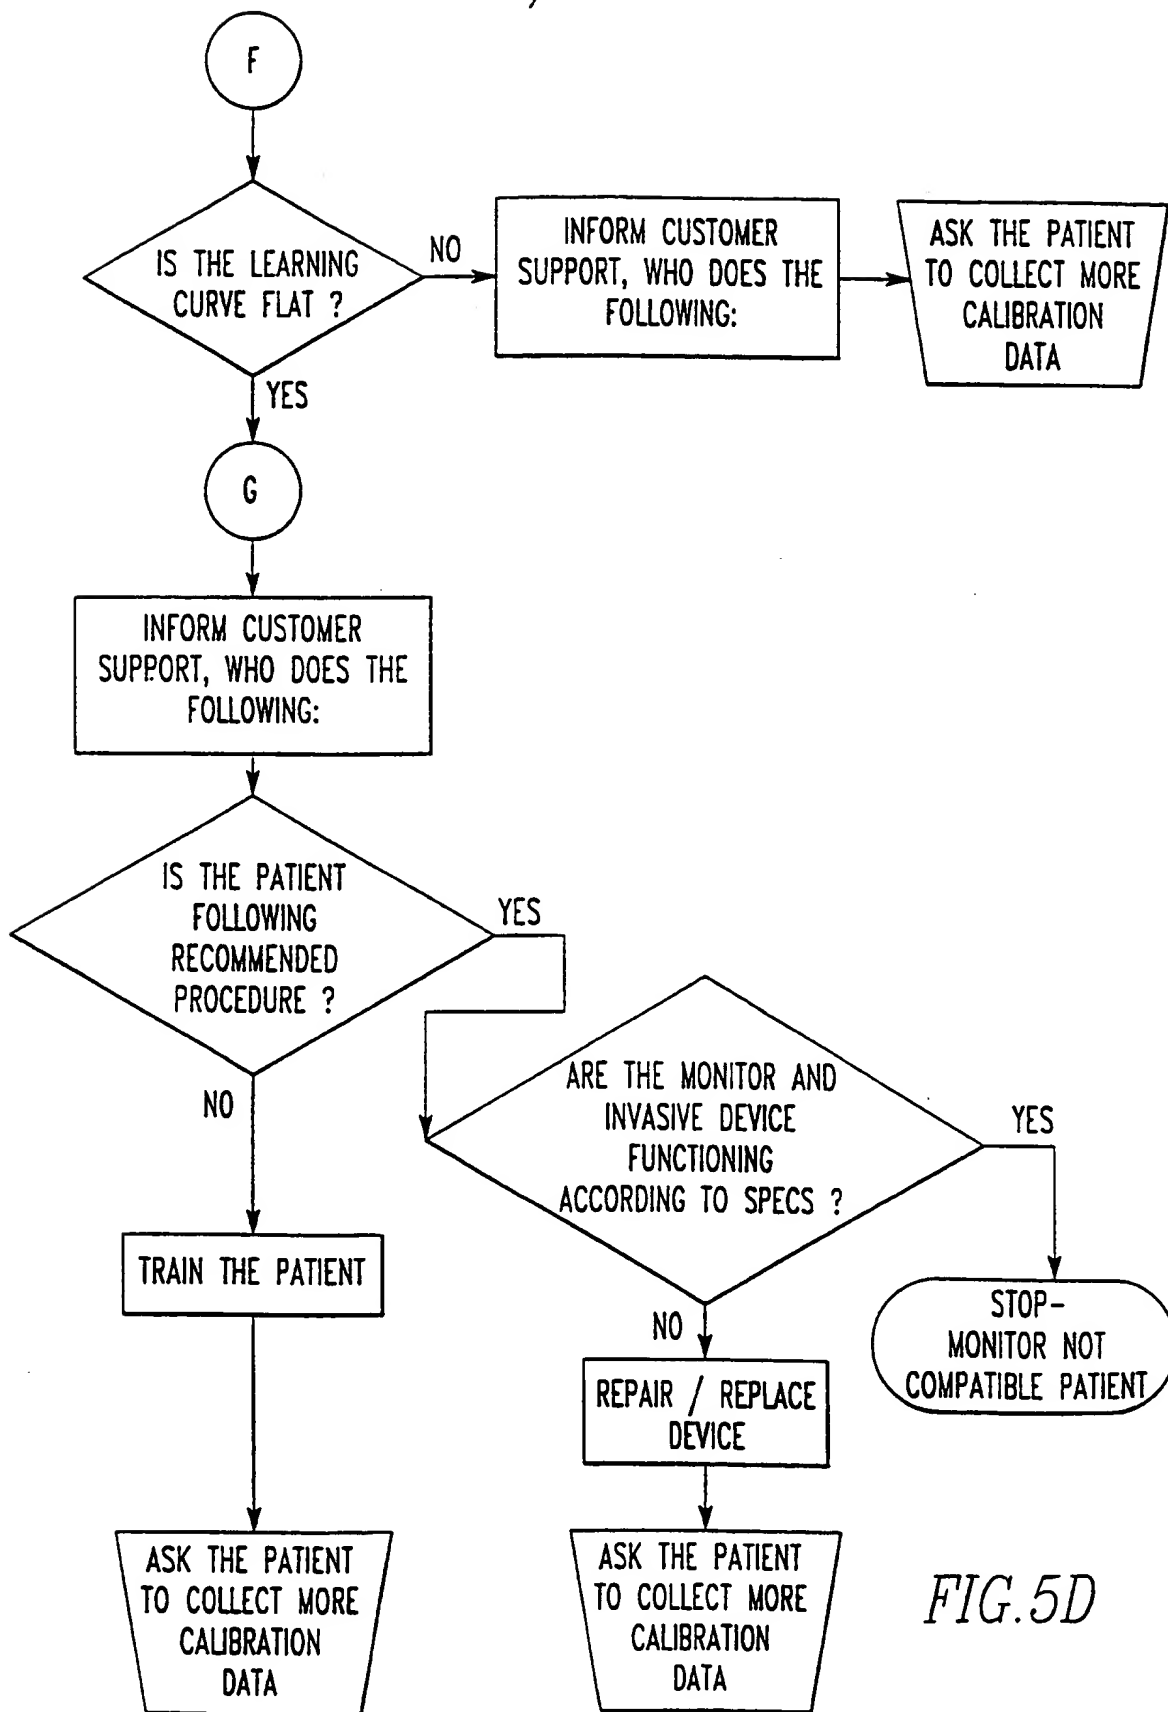 F
IS THE LEARNING
CURVE FLAT ?
NO
INFORM CUSTOMER
SUPPORT, WHO DOES THE
FOLLOWING:
ASK THE PATIENT
TO COLLECT MORE
CALIBRATION
DATA
YES
G
INFORM CUSTOMER
SUPPORT, WHO DOES THE
FOLLOWING:
IS THE PATIENT
FOLLOWING
RECOMMENDED
PROCEDURE ?
YES
NO
ARE THE MONITOR AND
INVASIVE DEVICE
FUNCTIONING
ACCORDING TO SPECS ?
YES
TRAIN THE PATIENT
STOP-
MONITOR NOT
COMPATIBLE PATIENT
NO
REPAIR / REPLACE
DEVICE
ASK THE PATIENT
TO COLLECT MORE
CALIBRATION
DATA
ASK THE PATIENT
TO COLLECT MORE
CALIBRATION
DATA
FIG.5D